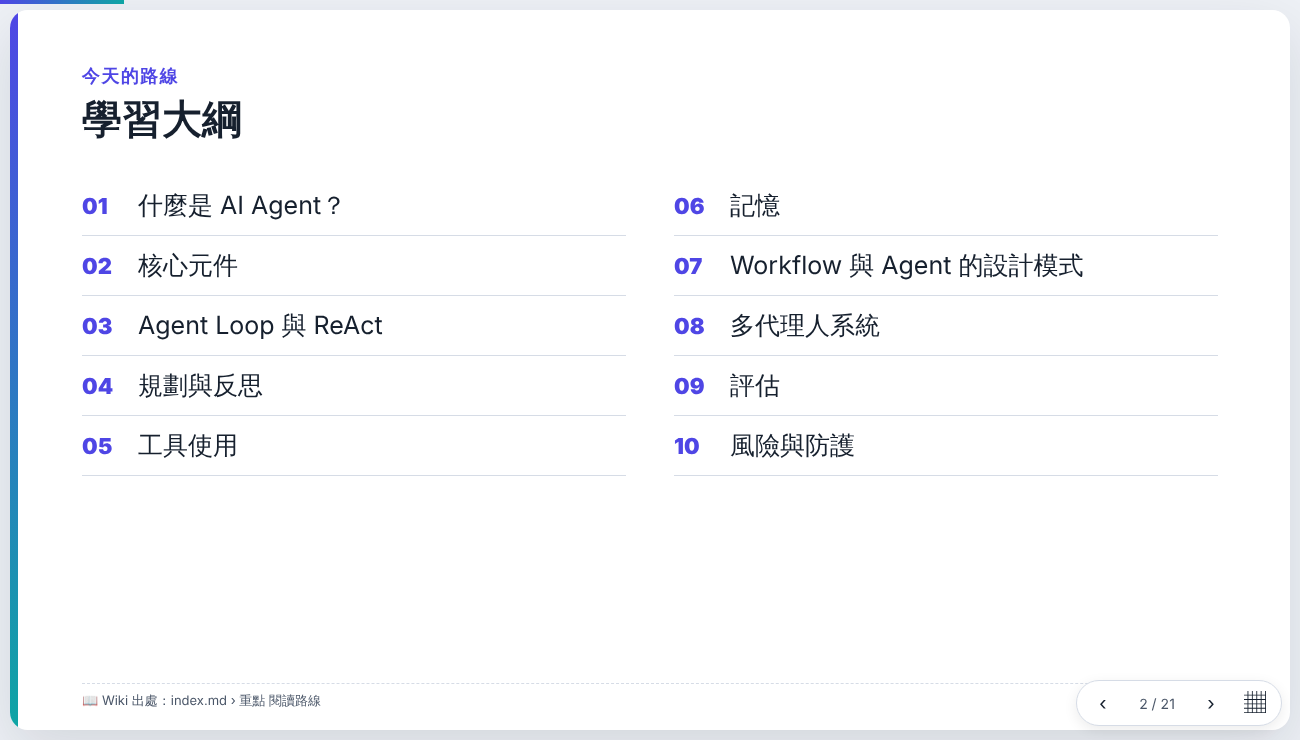 今天的路線
學習大綱
01 什麼是 AI Agent？
02 核心元件
03 Agent Loop 與 ReAct
04 規劃與反思
05 工具使用
06 記憶
07 Workflow 與 Agent 的設計模式
08 多代理人系統
09 評估
10 風險與防護
📖 Wiki 出處：index.md › 重點 閱讀路線
‹ 2 / 21 ›